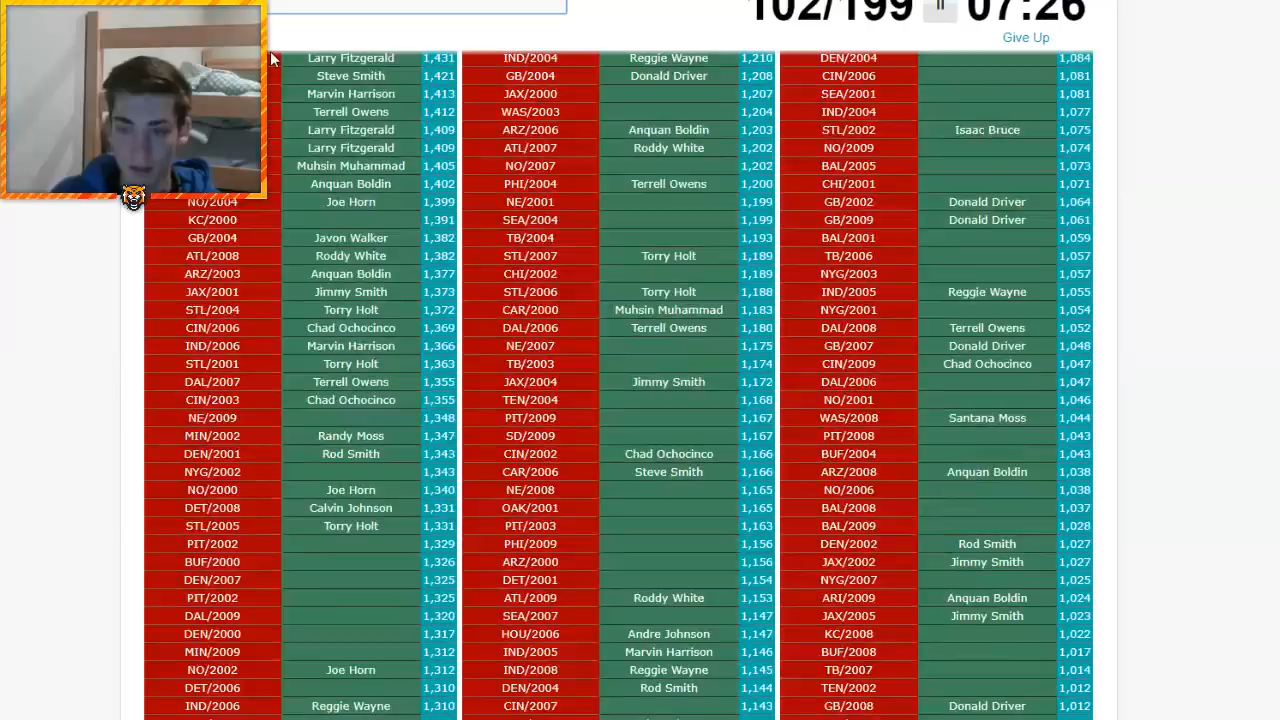 102/199 07:26
Give Up
Larry Fitzgerald 1,431 IND/2004 Reggie Wayne 1,210 DEN/2004 1,084
Steve Smith 1,421 GB/2004 Donald Driver 1,208 CIN/2006 1,081
Marvin Harrison 1,413 JAX/2000 1,207 SEA/2001 1,081
Terrell Owens 1,412 WAS/2003 1,204 IND/2004 1,077
Larry Fitzgerald 1,409 ARZ/2006 Anquan Boldin 1,203 STL/2002 Isaac Bruce 1,075
Larry Fitzgerald 1,409 ATL/2007 Roddy White 1,202 NO/2009 1,074
Muhsin Muhammad 1,405 NO/2007 1,202 BAL/2005 1,073
Anquan Boldin 1,402 PHI/2004 Terrell Owens 1,200 CHI/2001 1,071
NO/2004 Joe Horn 1,399 NE/2001 1,199 GB/2002 Donald Driver 1,064
KC/2000 1,391 SEA/2004 1,199 GB/2009 Donald Driver 1,061
GB/2004 Javon Walker 1,382 TB/2004 1,193 BAL/2001 1,059
ATL/2008 Roddy White 1,382 STL/2007 Torry Holt 1,189 TB/2006 1,057
ARZ/2003 Anquan Boldin 1,377 CHI/2002 1,189 NYG/2003 1,057
JAX/2001 Jimmy Smith 1,373 STL/2006 Torry Holt 1,188 IND/2005 Reggie Wayne 1,055
STL/2004 Torry Holt 1,372 CAR/2000 Muhsin Muhammad 1,183 NYG/2001 1,054
CIN/2006 Chad Ochocinco 1,369 DAL/2006 Terrell Owens 1,180 DAL/2008 Terrell Owens 1,052
IND/2006 Marvin Harrison 1,366 NE/2007 1,175 GB/2007 Donald Driver 1,048
STL/2001 Torry Holt 1,363 TB/2003 1,174 CIN/2009 Chad Ochocinco 1,047
DAL/2007 Terrell Owens 1,355 JAX/2004 Jimmy Smith 1,172 DAL/2006 1,047
CIN/2003 Chad Ochocinco 1,355 TEN/2004 1,168 NO/2001 1,046
NE/2009 1,348 PIT/2009 1,167 WAS/2008 Santana Moss 1,044
MIN/2002 Randy Moss 1,347 SD/2009 1,167 PIT/2008 1,043
DEN/2001 Rod Smith 1,343 CIN/2002 Chad Ochocinco 1,166 BUF/2004 1,043
NYG/2002 1,343 CAR/2006 Steve Smith 1,166 ARZ/2008 Anquan Boldin 1,038
NO/2000 Joe Horn 1,340 NE/2008 1,165 NO/2006 1,038
DET/2008 Calvin Johnson 1,331 OAK/2001 1,165 BAL/2008 1,037
STL/2005 Torry Holt 1,331 PIT/2003 1,163 BAL/2009 1,028
PIT/2002 1,329 PHI/2009 1,156 DEN/2002 Rod Smith 1,027
BUF/2000 1,326 ARZ/2000 1,156 JAX/2002 Jimmy Smith 1,027
DEN/2007 1,325 DET/2001 1,154 NYG/2007 1,025
PIT/2002 1,325 ATL/2009 Roddy White 1,153 ARI/2009 Anquan Boldin 1,024
DAL/2009 1,320 SEA/2007 1,147 JAX/2005 Jimmy Smith 1,023
DEN/2000 1,317 HOU/2006 Andre Johnson 1,147 KC/2008 1,022
MIN/2009 1,312 IND/2005 Marvin Harrison 1,146 BUF/2008 1,017
NO/2002 Joe Horn 1,312 IND/2008 Reggie Wayne 1,145 TB/2007 1,014
DET/2006 1,310 DEN/2004 Rod Smith 1,144 TEN/2002 1,012
IND/2006 Reggie Wayne 1,310 CIN/2007 1,143 GB/2008 Donald Driver 1,012